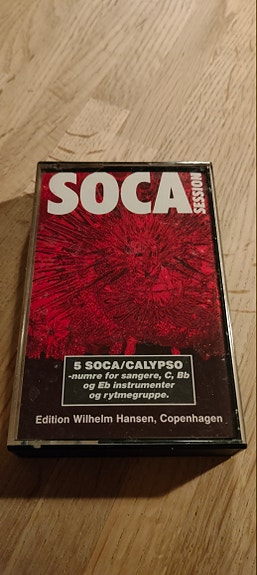 SOCA SESSION
5 SOCA/CALYPSO
-numre for sangere, C, Bb
og Eb instrumenter
og rytmegruppe.
Edition Wilhelm Hansen, Copenhagen